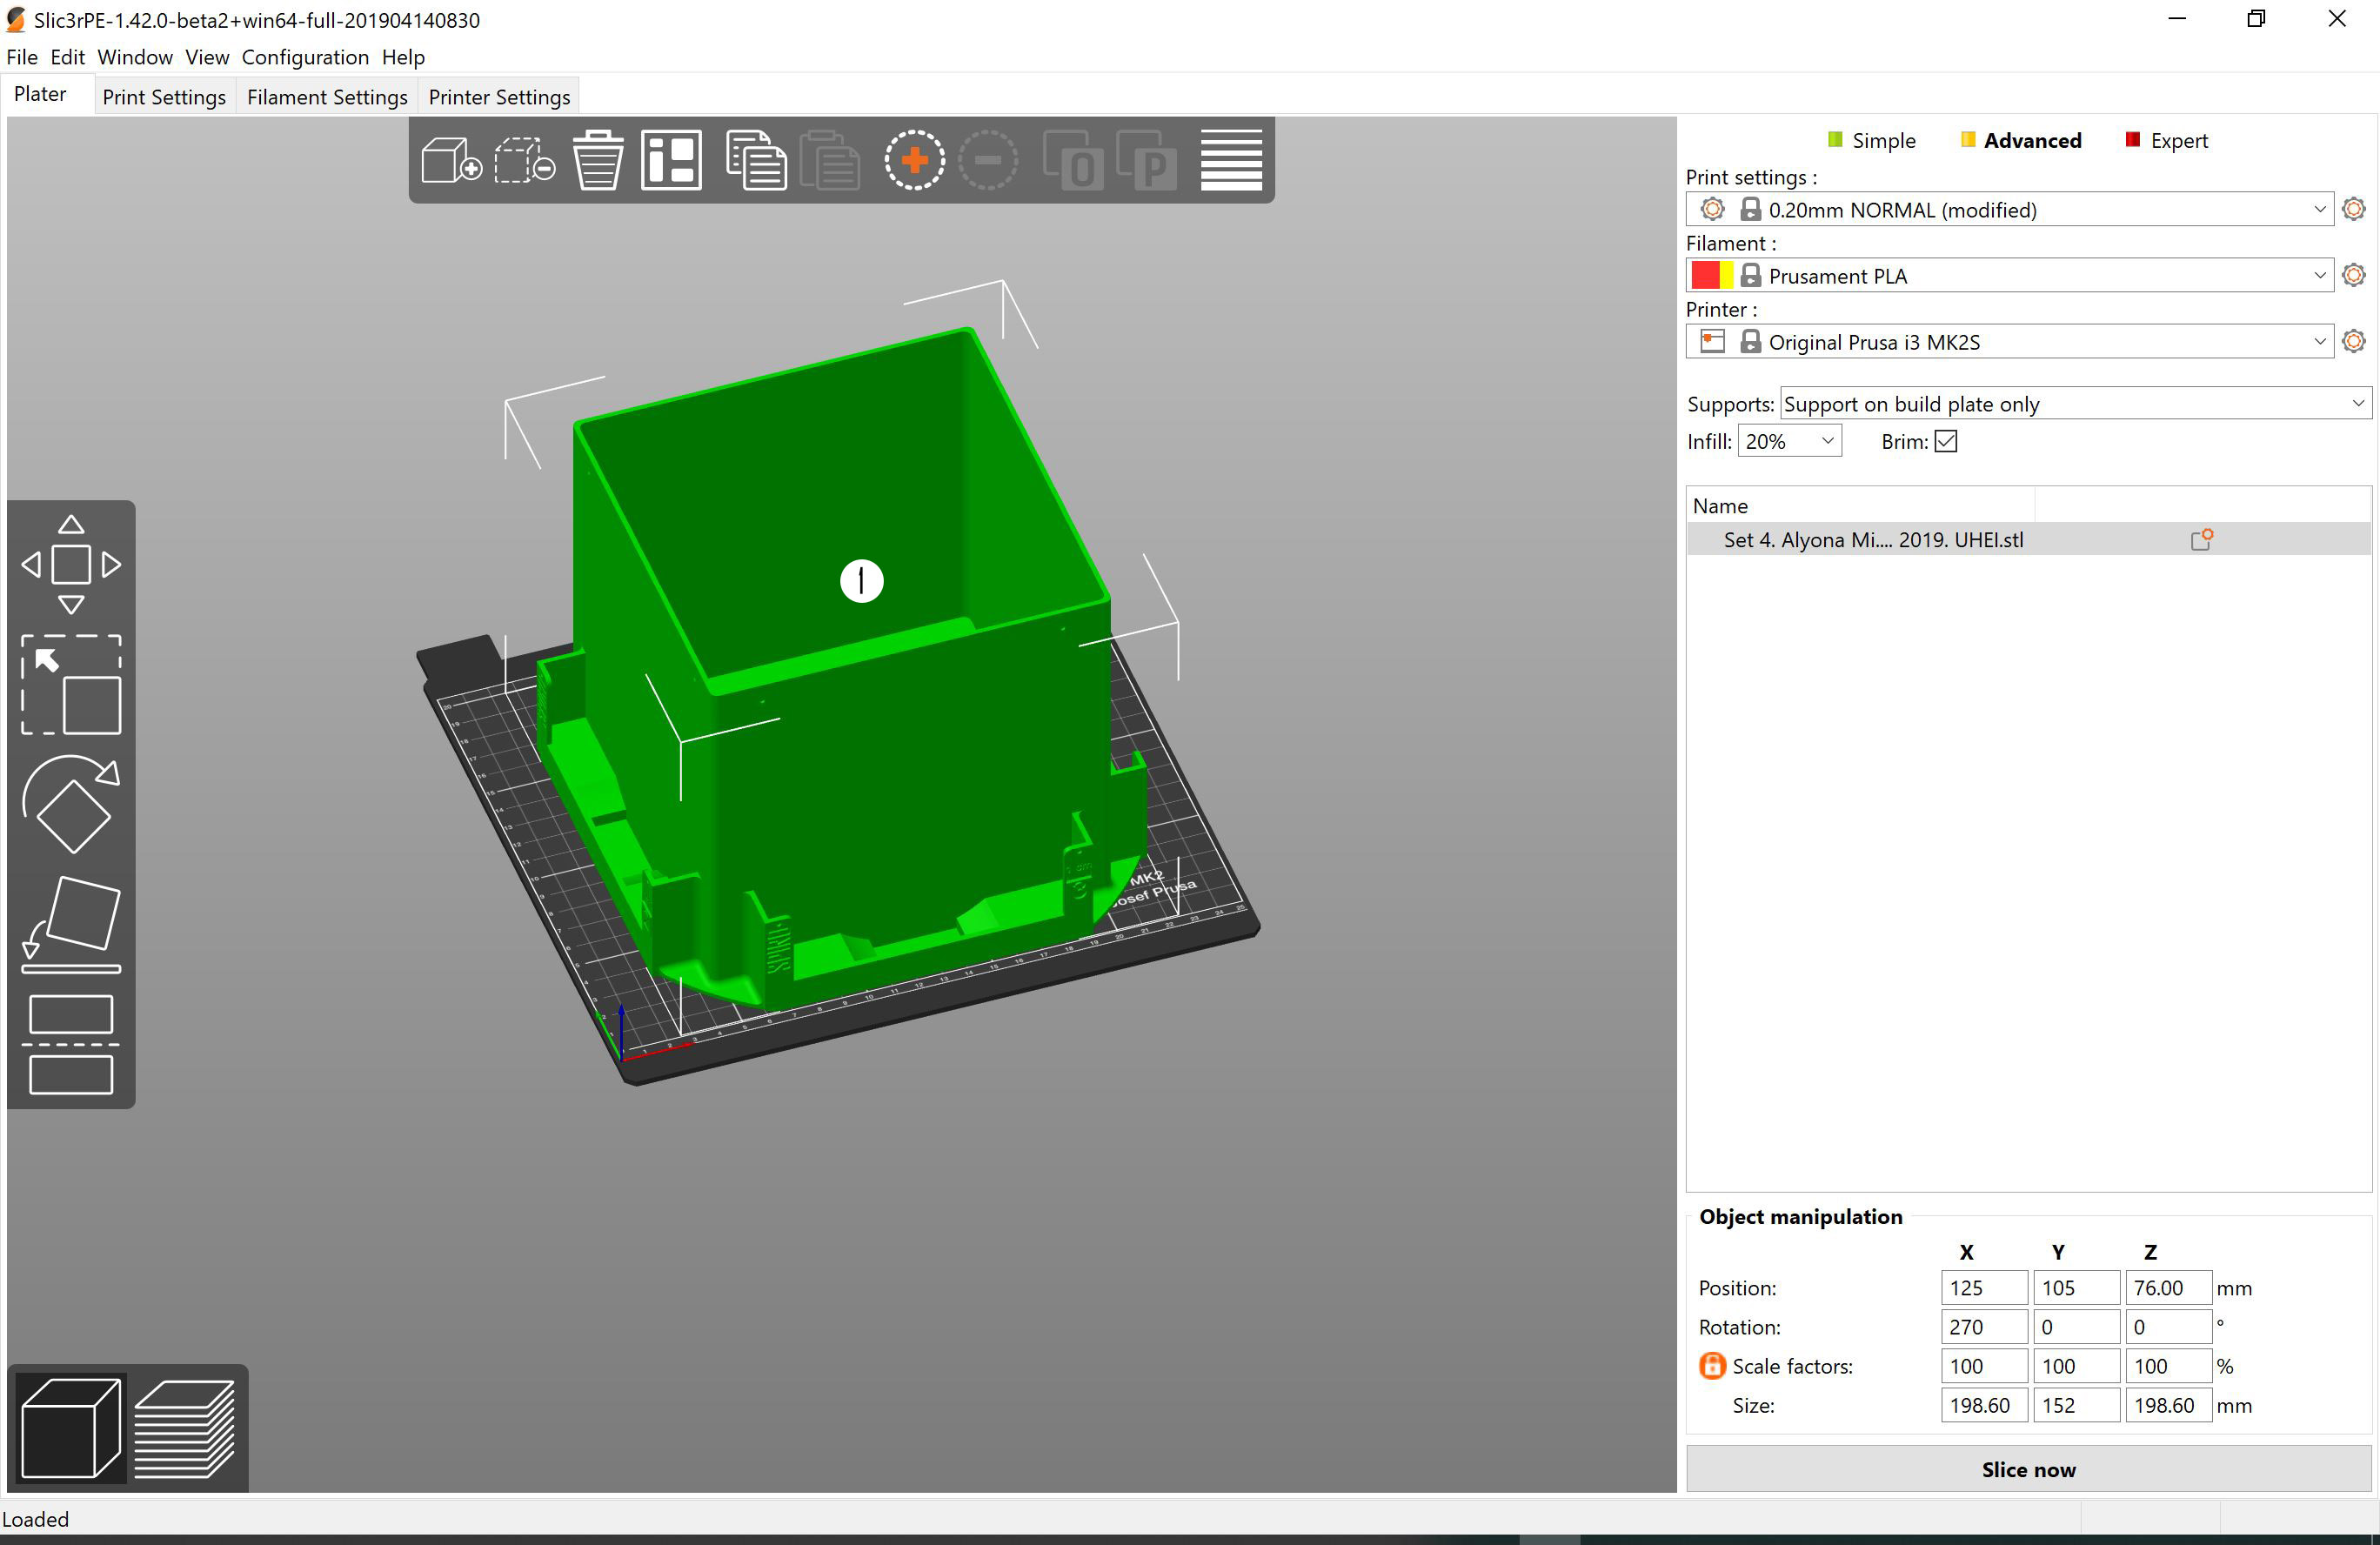 Slic3rPE-1.42.0-beta2+win64-full-201904140830
File Edit Window View Configuration Help
Plater Print Settings Filament Settings Printer Settings
Simple Advanced Expert
Print settings :
0.20mm NORMAL (modified)
Filament :
Prusament PLA
Printer :
Original Prusa i3 MK2S
Supports: Support on build plate only
Infill: 20% Brim:
Name
Set 4. Alyona Mi.... 2019. UHEI.stl
O P
MK2
Josef Prusa
Object manipulation
X Y Z
Position: 125 105 76.00 mm
Rotation: 270 0 0 °
Scale factors: 100 100 100 %
Size: 198.60 152 198.60 mm
Slice now
Loaded